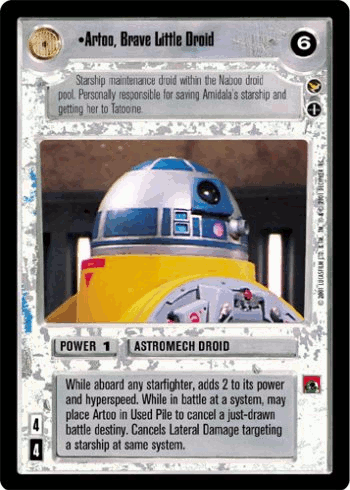 •Artoo, Brave Little Droid
6
Starship maintenance droid within the Naboo droid
pool. Personally responsible for saving Amidala's starship and
getting her to Tatooine.
POWER 1
ASTROMECH DROID
While aboard any starfighter, adds 2 to its power
and hyperspeed. While in battle at a system, may
place Artoo in Used Pile to cancel a just-drawn
battle destiny. Cancels Lateral Damage targeting
a starship at same system.
4
4